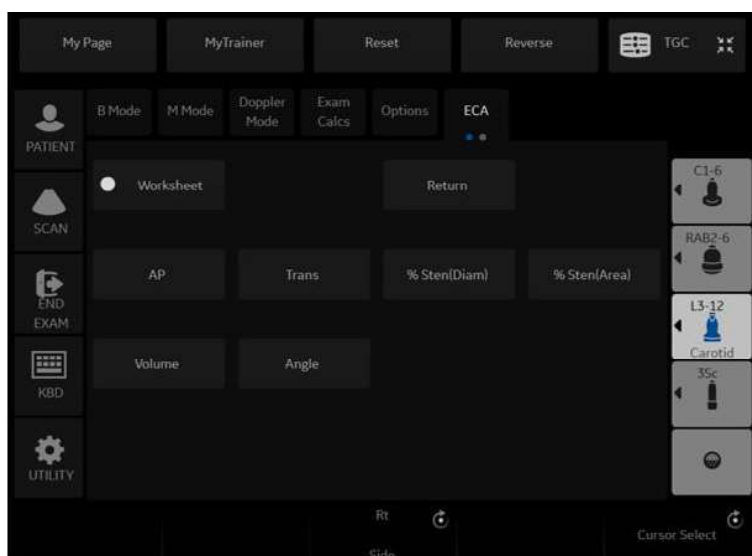 My Page
MyTrainer
Reset
Reverse
TGC
PATIENT
SCAN
END
EXAM
KBD
UTILITY
B Mode
M Mode
Doppler
Mode
Exam
Calcs
Options
ECA
Worksheet
Return
AP
Trans
% Sten(Diam)
% Sten(Area)
Volume
Angle
C1-6
RAB2-6
L3-12
Carotid
3Sc
Rt
Side
Cursor Select